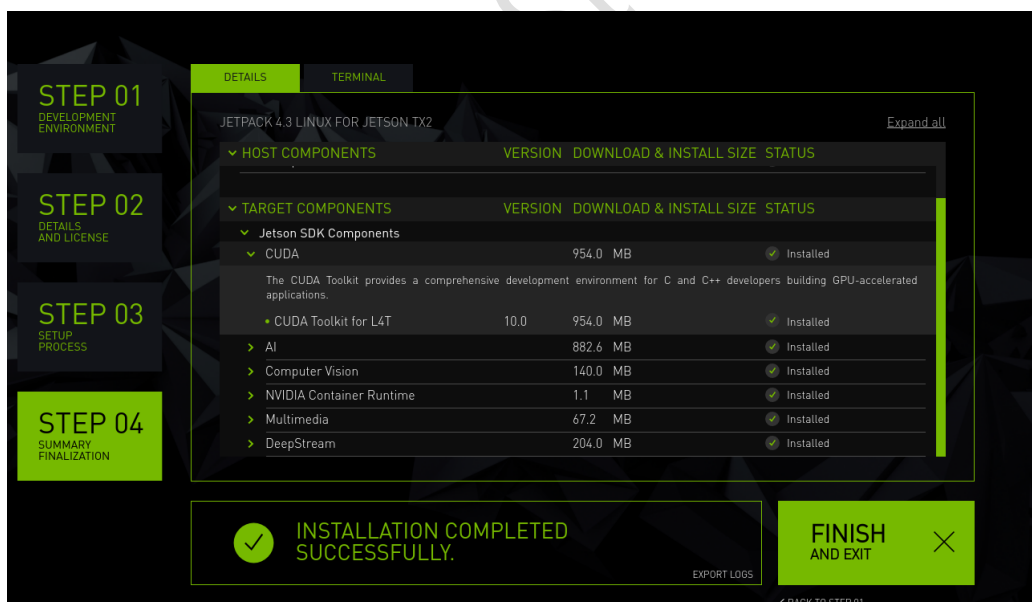 STEP 01
DEVELOPMENT
ENVIRONMENT
STEP 02
DETAILS
AND LICENSE
STEP 03
SETUP
PROCESS
STEP 04
SUMMARY
FINALIZATION
DETAILS TERMINAL
JETPACK 4.3 LINUX FOR JETSON TX2 Expand all
HOST COMPONENTS VERSION DOWNLOAD & INSTALL SIZE STATUS
TARGET COMPONENTS VERSION DOWNLOAD & INSTALL SIZE STATUS
Jetson SDK Components
CUDA 954.0 MB Installed
The CUDA Toolkit provides a comprehensive development environment for C and C++ developers building GPU-accelerated
applications.
• CUDA Toolkit for L4T 10.0 954.0 MB Installed
AI 882.6 MB Installed
Computer Vision 140.0 MB Installed
NVIDIA Container Runtime 1.1 MB Installed
Multimedia 67.2 MB Installed
DeepStream 204.0 MB Installed
INSTALLATION COMPLETED
SUCCESSFULLY.
EXPORT LOGS
FINISH
AND EXIT
BACK TO STEP 01